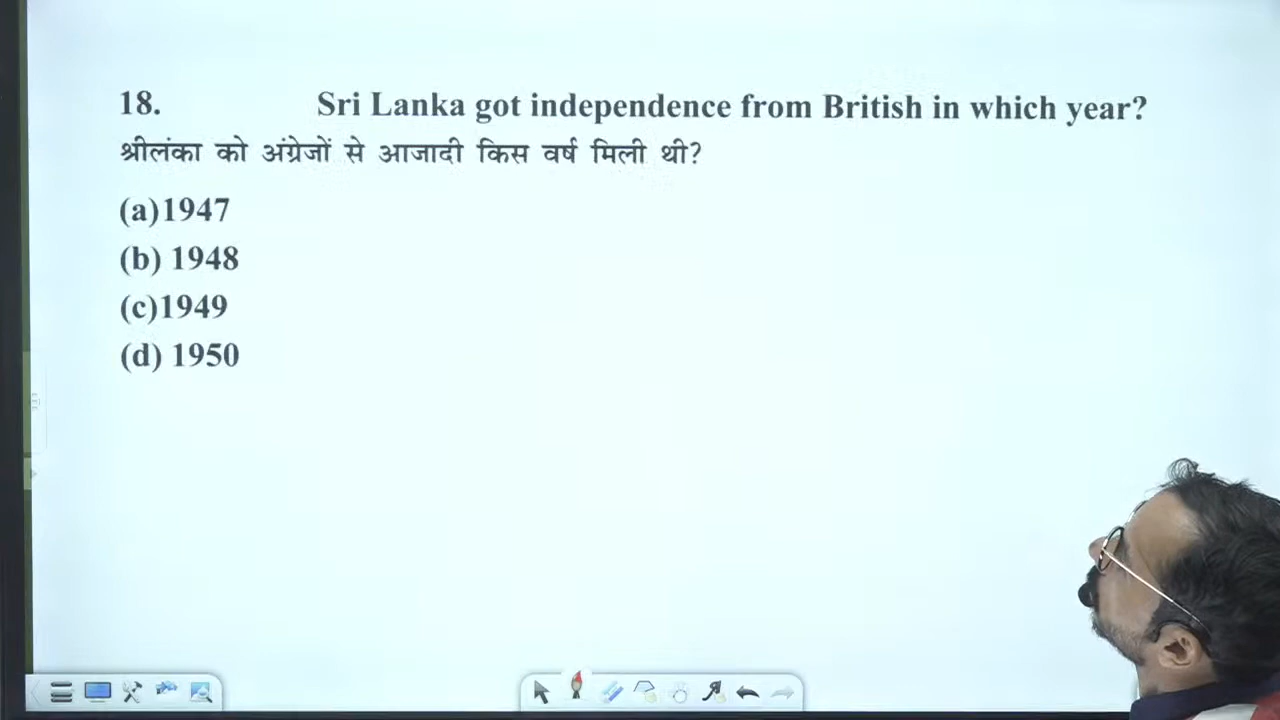 18. Sri Lanka got independence from British in which year?
श्रीलंका को अंग्रेजों से आजादी किस वर्ष मिली थी?
(a)1947
(b) 1948
(c)1949
(d) 1950